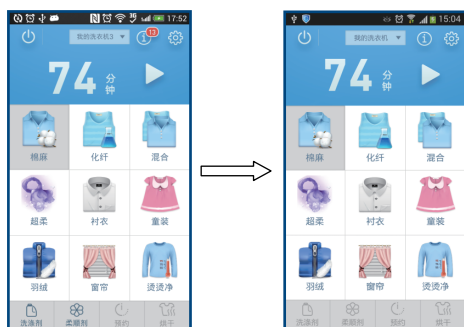 17:52
我的洗衣机3
13
74 分钟
棉麻 化纤 混合
超柔 衬衣 童装
羽绒 窗帘 烫烫净
洗涤剂 柔顺剂 预约 烘干
15:04
我的洗衣机
74 分钟
棉麻 化纤 混合
超柔 衬衣 童装
羽绒 窗帘 烫烫净
洗涤剂 柔顺剂 预约 烘干